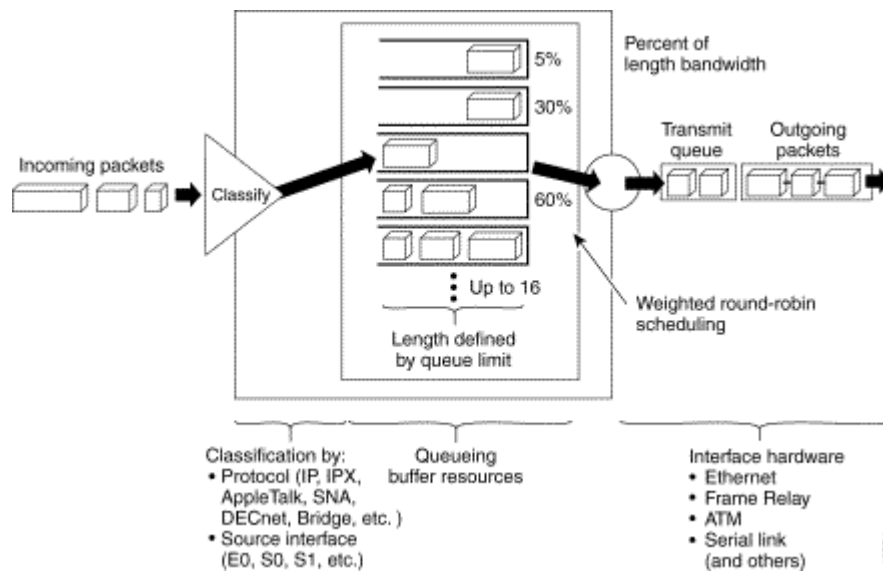 Percent of
length bandwidth
5%
30%
60%
Incoming packets
Classify
Transmit
queue
Outgoing
packets
Up to 16
Length defined
by queue limit
Weighted round-robin
scheduling
Classification by:
• Protocol (IP, IPX,
AppleTalk, SNA,
DECnet, Bridge, etc. )
• Source interface
(E0, S0, S1, etc.)
Queueing
buffer resources
Interface hardware
• Ethernet
• Frame Relay
• ATM
• Serial link
(and others)